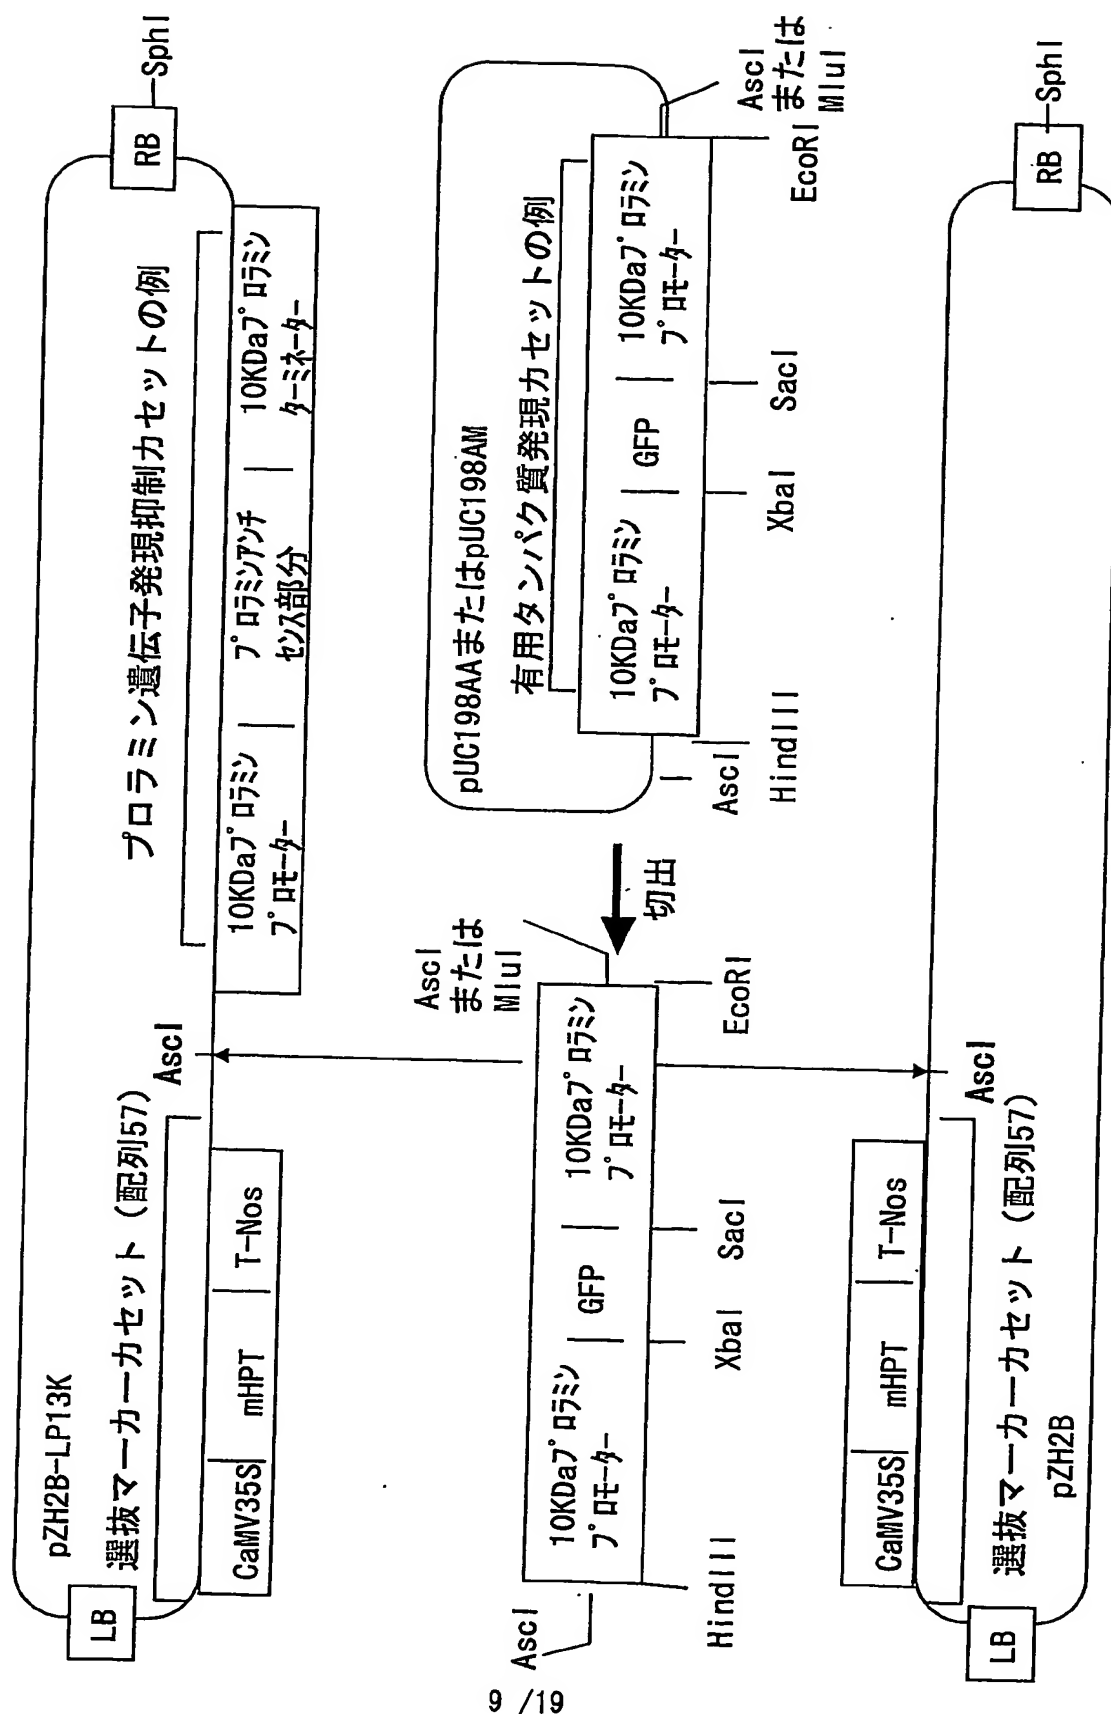 pZH2B-LP13K
選抜マーカーカセット (配列57)
プロラミン遺伝子発現抑制カセットの例
LB
CaMV35S
mHPT
T-Nos
AscI
10KDaプロラミン
プロモーター
プロラミンアンチ
センス部分
10KDaプロラミン
ターミネーター
RB
SphI
AscI
10KDaプロラミン
プロモーター
GFP
10KDaプロラミン
プロモーター
AscI
または
MluI
HindIII
XbaI
SacI
EcoRI
切出
pUC198AAまたはpUC198AM
有用タンパク質発現カセットの例
10KDaプロラミン
プロモーター
GFP
10KDaプロラミン
プロモーター
AscI
または
MluI
AscI
HindIII
XbaI
SacI
EcoRI
CaMV35S
mHPT
T-Nos
LB
AscI
RB
SphI
選抜マーカーカセット (配列57)
pZH2B
9 /19